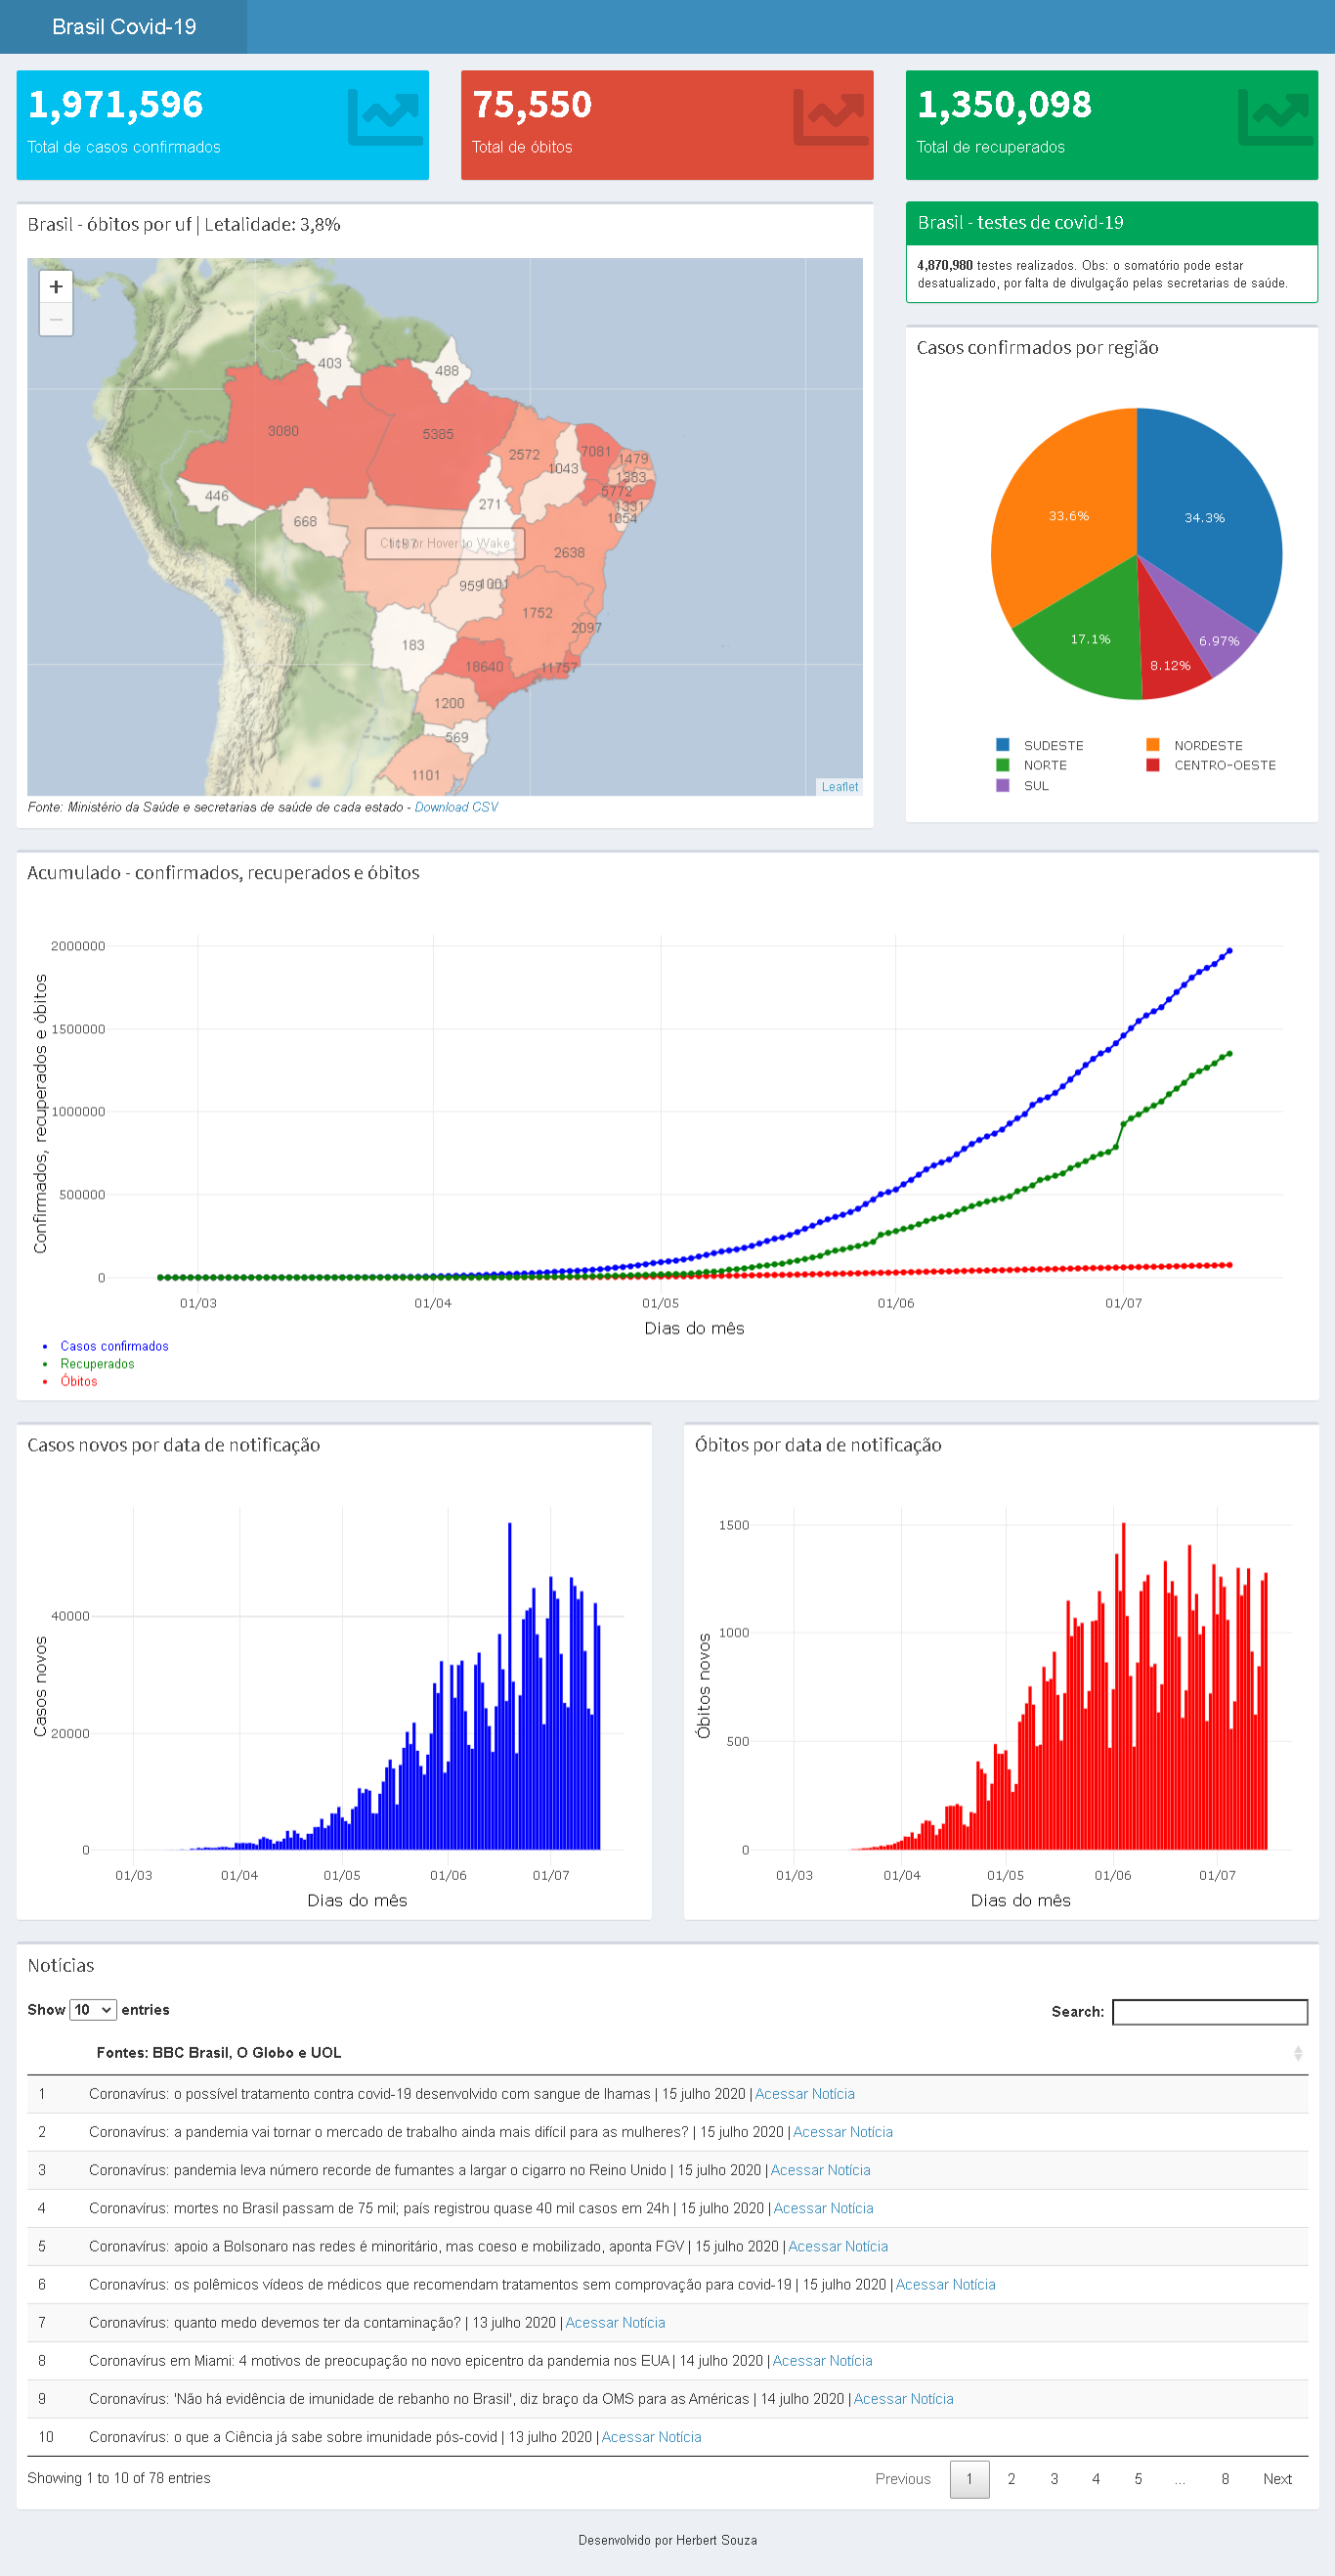 Brasil Covid-19
1,971,596
Total de casos confirmados
75,550
Total de óbitos
1,350,098
Total de recuperados
Brasil - óbitos por uf | Letalidade: 3,8%
+
−
403
488
3080
5385
2572
1043
7081
1479
1383
5772
1331
1054
446
668
271
Click or Hover to Wake
2638
959
1001
1752
2097
183
18640
11757
1200
569
1101
Leaflet
Fonte: Ministério da Saúde e secretarias de saúde de cada estado - Download CSV
Brasil - testes de covid-19
4,870,980 testes realizados. Obs: o somatório pode estar
desatualizado, por falta de divulgação pelas secretarias de saúde.
Casos confirmados por região
33.6%
34.3%
17.1%
8.12%
6.97%
SUDESTE
NORDESTE
NORTE
CENTRO-OESTE
SUL
Acumulado - confirmados, recuperados e óbitos
Confirmados, recuperados e óbitos
2000000
1500000
1000000
500000
0
01/03 01/04 01/05 01/06 01/07
Dias do mês
Casos confirmados
Recuperados
Óbitos
Casos novos por data de notificação
Casos novos
40000
20000
0
01/03 01/04 01/05 01/06 01/07
Dias do mês
Óbitos por data de notificação
Óbitos novos
1500
1000
500
0
01/03 01/04 01/05 01/06 01/07
Dias do mês
Notícias
Show 10 entries
Search:
Fontes: BBC Brasil, O Globo e UOL
1 Coronavírus: o possível tratamento contra covid-19 desenvolvido com sangue de lhamas | 15 julho 2020 | Acessar Notícia
2 Coronavírus: a pandemia vai tornar o mercado de trabalho ainda mais difícil para as mulheres? | 15 julho 2020 | Acessar Notícia
3 Coronavírus: pandemia leva número recorde de fumantes a largar o cigarro no Reino Unido | 15 julho 2020 | Acessar Notícia
4 Coronavírus: mortes no Brasil passam de 75 mil; país registrou quase 40 mil casos em 24h | 15 julho 2020 | Acessar Notícia
5 Coronavírus: apoio a Bolsonaro nas redes é minoritário, mas coeso e mobilizado, aponta FGV | 15 julho 2020 | Acessar Notícia
6 Coronavírus: os polêmicos vídeos de médicos que recomendam tratamentos sem comprovação para covid-19 | 15 julho 2020 | Acessar Notícia
7 Coronavírus: quanto medo devemos ter da contaminação? | 13 julho 2020 | Acessar Notícia
8 Coronavírus em Miami: 4 motivos de preocupação no novo epicentro da pandemia nos EUA | 14 julho 2020 | Acessar Notícia
9 Coronavírus: 'Não há evidência de imunidade de rebanho no Brasil', diz braço da OMS para as Américas | 14 julho 2020 | Acessar Notícia
10 Coronavírus: o que a Ciência já sabe sobre imunidade pós-covid | 13 julho 2020 | Acessar Notícia
Showing 1 to 10 of 78 entries
Previous 1 2 3 4 5 ... 8 Next
Desenvolvido por Herbert Souza